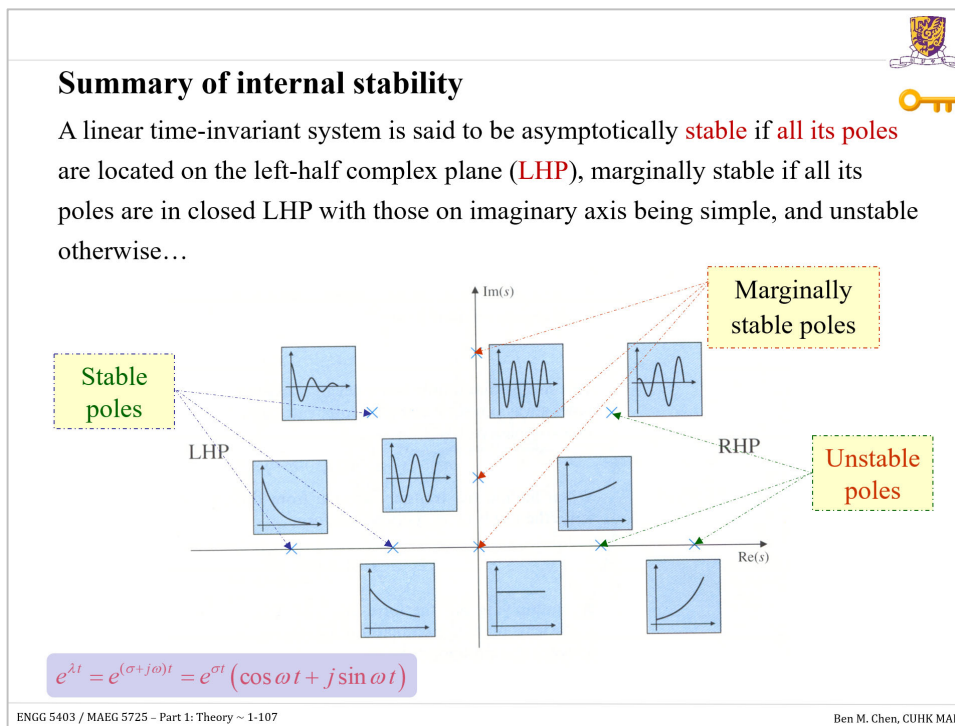 Summary of internal stability
A linear time-invariant system is said to be asymptotically stable if all its poles
are located on the left-half complex plane (LHP), marginally stable if all its
poles are in closed LHP with those on imaginary axis being simple, and unstable
otherwise…
Im(s)
Marginally
stable poles
Stable
poles
LHP
RHP
Unstable
poles
Re(s)
e^{λt} = e^{(σ+jω)t} = e^{σt} (cos ω t + j sin ω t)
ENGG 5403 / MAEG 5725 – Part 1: Theory ~ 1-107
Ben M. Chen, CUHK MAE